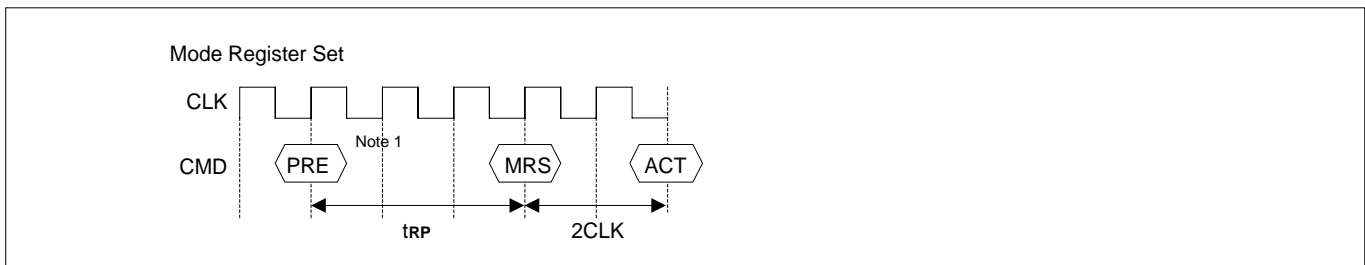 Mode Register Set
CLK
Note 1
CMD PRE MRS ACT
tRP 2CLK